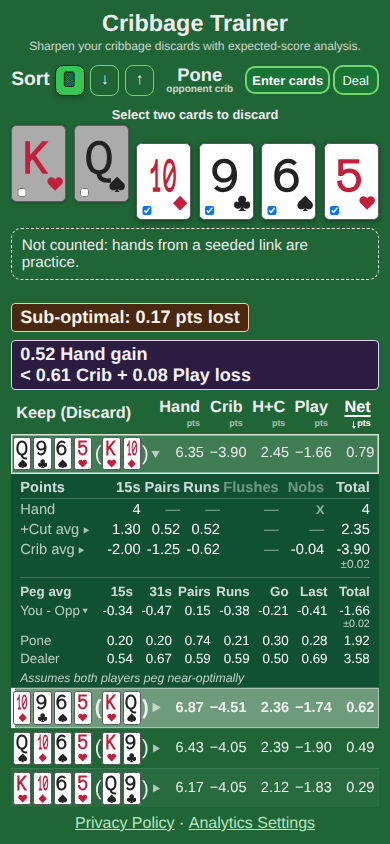 Cribbage Trainer
Sharpen your cribbage discards with expected-score analysis.
Sort ↓ ↑ Pone opponent crib Enter cards Deal
Select two cards to discard
K♥ Q♠ 10♦ 9♣ 6♠ 5♥
Not counted: hands from a seeded link are
practice.
Sub-optimal: 0.17 pts lost
0.52 Hand gain
< 0.61 Crib + 0.08 Play loss
Keep (Discard) Hand Crib H+C Play Net
pts pts pts pts ↓pts
Q♠ 9♣ 6♠ 5♥ (K♥ 10♦) ▼ 6.35 −3.90 2.45 −1.66 0.79
Points 15s Pairs Runs Flushes Nobs Total
Hand 4 — — — x 4
+Cut avg ▸ 1.30 0.52 0.52 — — 2.35
Crib avg ▸ -2.00 -1.25 -0.62 — -0.04 -3.90
±0.02
Peg avg 15s 31s Pairs Runs Go Last Total
You - Opp ▾ -0.34 -0.47 0.15 -0.38 -0.21 -0.41 -1.66
±0.02
Pone 0.20 0.20 0.74 0.21 0.30 0.28 1.92
Dealer 0.54 0.67 0.59 0.59 0.50 0.69 3.58
Assumes both players peg near-optimally
10♦ 9♣ 6♠ 5♥ (K♥ Q♠) ▶ 6.87 −4.51 2.36 −1.74 0.62
Q♠ 10♦ 6♠ 5♥ (K♥ 9♣) ▶ 6.43 −4.05 2.39 −1.90 0.49
K♥ 10♦ 6♠ 5♥ (Q♠ 9♣) ▶ 6.17 −4.05 2.12 −1.83 0.29
Privacy Policy · Analytics Settings